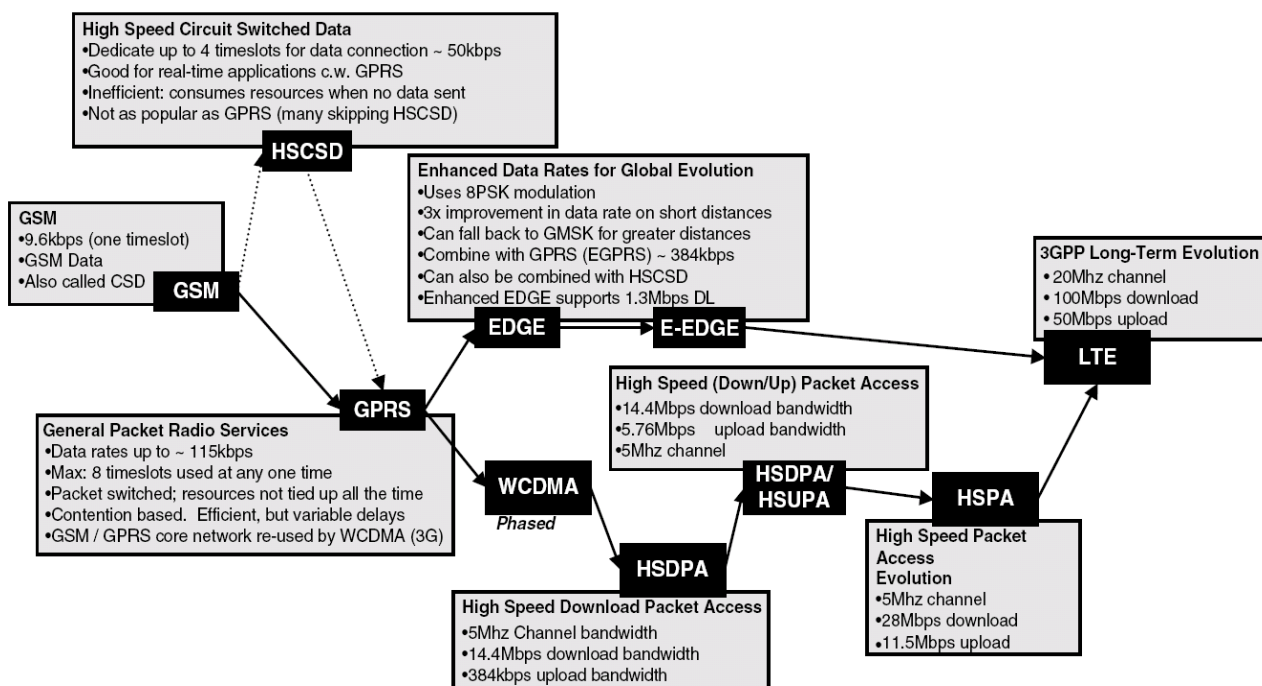 High Speed Circuit Switched Data
•Dedicate up to 4 timeslots for data connection ~ 50kbps
•Good for real-time applications c.w. GPRS
•Inefficient: consumes resources when no data sent
•Not as popular as GPRS (many skipping HSCSD)
HSCSD
GSM
•9.6kbps (one timeslot)
•GSM Data
•Also called CSD
GSM
Enhanced Data Rates for Global Evolution
•Uses 8PSK modulation
•3x improvement in data rate on short distances
•Can fall back to GMSK for greater distances
•Combine with GPRS (EGPRS) ~ 384kbps
•Can also be combined with HSCSD
•Enhanced EDGE supports 1.3Mbps DL
EDGE
E-EDGE
3GPP Long-Term Evolution
• 20Mhz channel
• 100Mbps download
• 50Mbps upload
LTE
GPRS
General Packet Radio Services
•Data rates up to ~ 115kbps
•Max: 8 timeslots used at any one time
•Packet switched; resources not tied up all the time
•Contention based. Efficient, but variable delays
•GSM / GPRS core network re-used by WCDMA (3G)
High Speed (Down/Up) Packet Access
•14.4Mbps download bandwidth
•5.76Mbps upload bandwidth
•5Mhz channel
HSDPA/
HSUPA
WCDMA
Phased
HSDPA
High Speed Download Packet Access
•5Mhz Channel bandwidth
•14.4Mbps download bandwidth
•384kbps upload bandwidth
HSPA
High Speed Packet
Access
Evolution
•5Mhz channel
•28Mbps download
•11.5Mbps upload